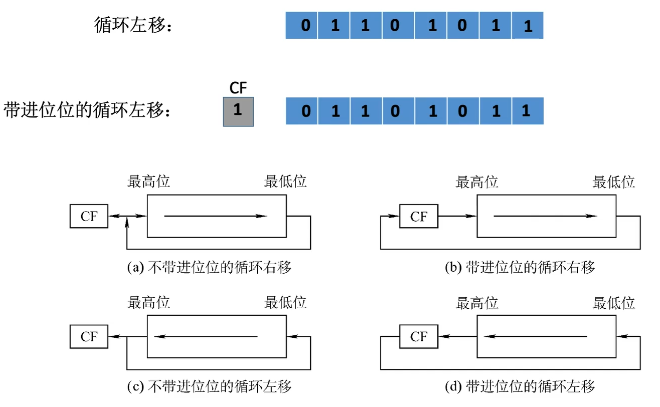 循环左移： 0 1 1 0 1 0 1 1
CF
带进位位的循环左移： 1 0 1 1 0 1 0 1 1
最高位 最低位 最高位 最低位
CF CF
(a) 不带进位位的循环右移 (b) 带进位位的循环右移
最高位 最低位 最高位 最低位
CF CF
(c) 不带进位位的循环左移 (d) 带进位位的循环左移